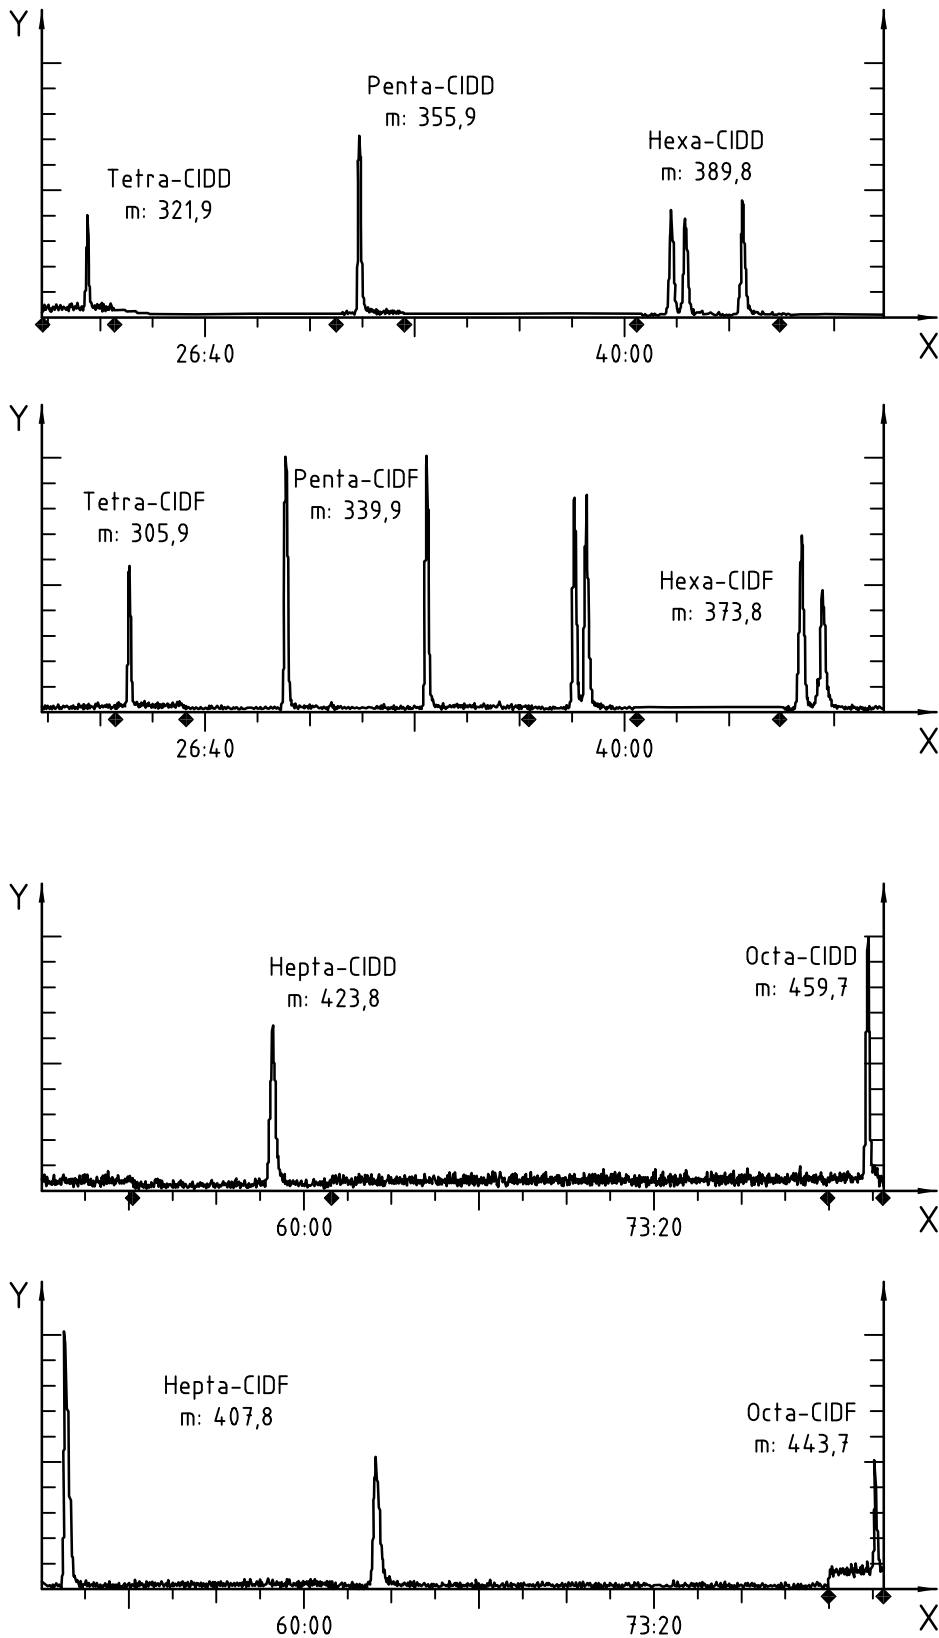 Y
Penta-ClDD
m: 355,9
Hexa-ClDD
m: 389,8
Tetra-ClDD
m: 321,9
26:40
40:00
X
Y
Penta-ClDF
m: 339,9
Tetra-ClDF
m: 305,9
Hexa-ClDF
m: 373,8
26:40
40:00
X
Y
Octa-ClDD
m: 459,7
Hepta-ClDD
m: 423,8
60:00
73:20
X
Y
Hepta-ClDF
m: 407,8
Octa-ClDF
m: 443,7
60:00
73:20
X